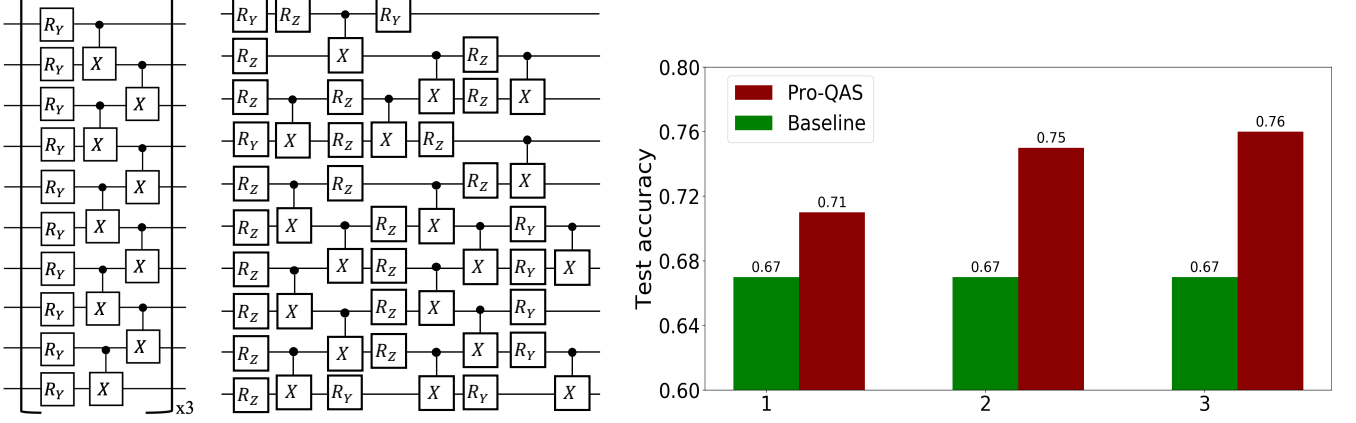 R_Y
R_Y X
R_Y X
R_Y X
R_Y X
R_Y X
R_Y X
R_Y X
R_Y X
R_Y X
x3
R_Y R_Z R_Y
R_Z X R_Z
R_Z R_Z X R_Z X
R_Y X R_Z X R_Z
R_Z R_Z R_Z X
R_Z X R_Z X R_Y
R_Z X R_Z X R_Y X
R_Z X R_Z X R_Y
R_Z X R_Z X R_Y
R_Z X R_Y X R_Y X
Test accuracy
0.80
0.76
0.72
0.68
0.64
0.60
Pro-QAS
Baseline
0.67
0.71
0.67
0.75
0.67
0.76
1
2
3